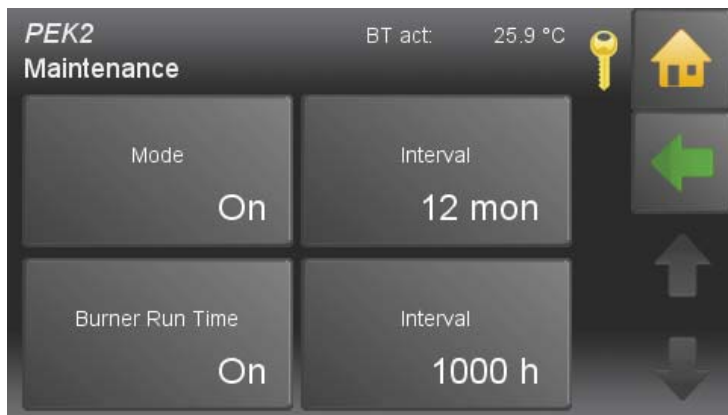 PEK2 BT act: 25.9 °C
Maintenance
Mode Interval
On 12 mon
Burner Run Time Interval
On 1000 h